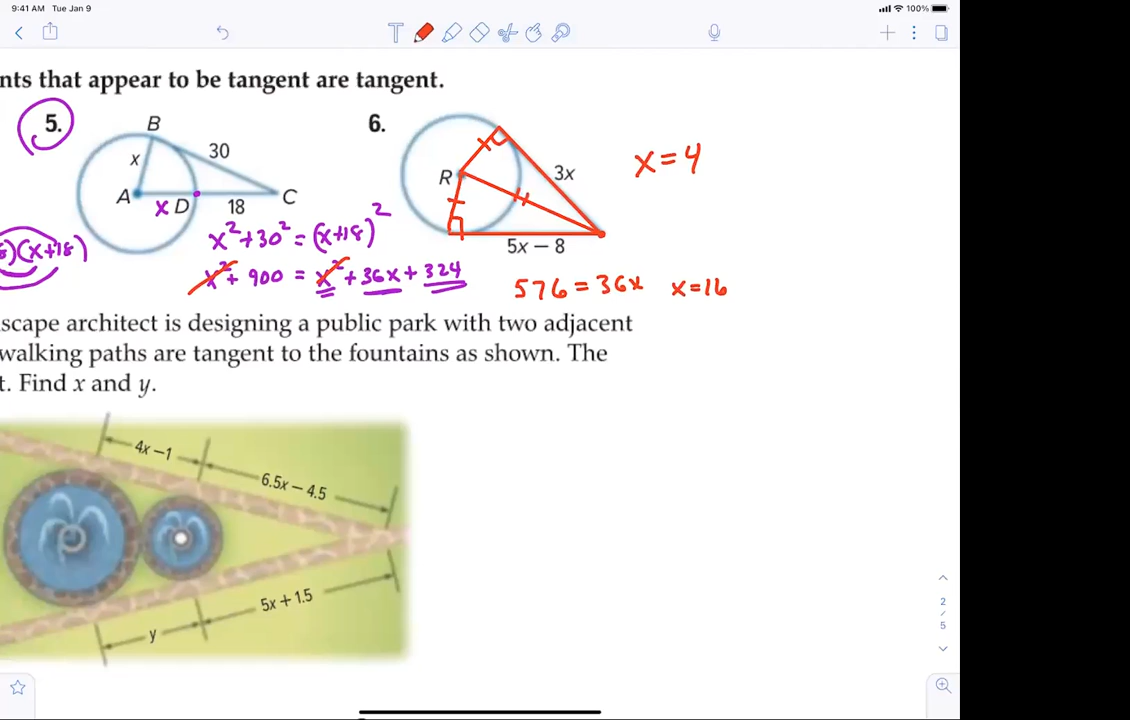 9:41 AM Tue Jan 9
100%
nts that appear to be tangent are tangent.
5.
B
30
x
A
x D
18
C
x²+30² = (x+18)²
)(x+18)
x² + 900 = x² + 36x + 324
6.
R
3x
5x − 8
x=4
576 = 36x x=16
scape architect is designing a public park with two adjacent
walking paths are tangent to the fountains as shown. The
t. Find x and y.
4x −1
6.5x − 4.5
5x + 1.5
y
2
/
5